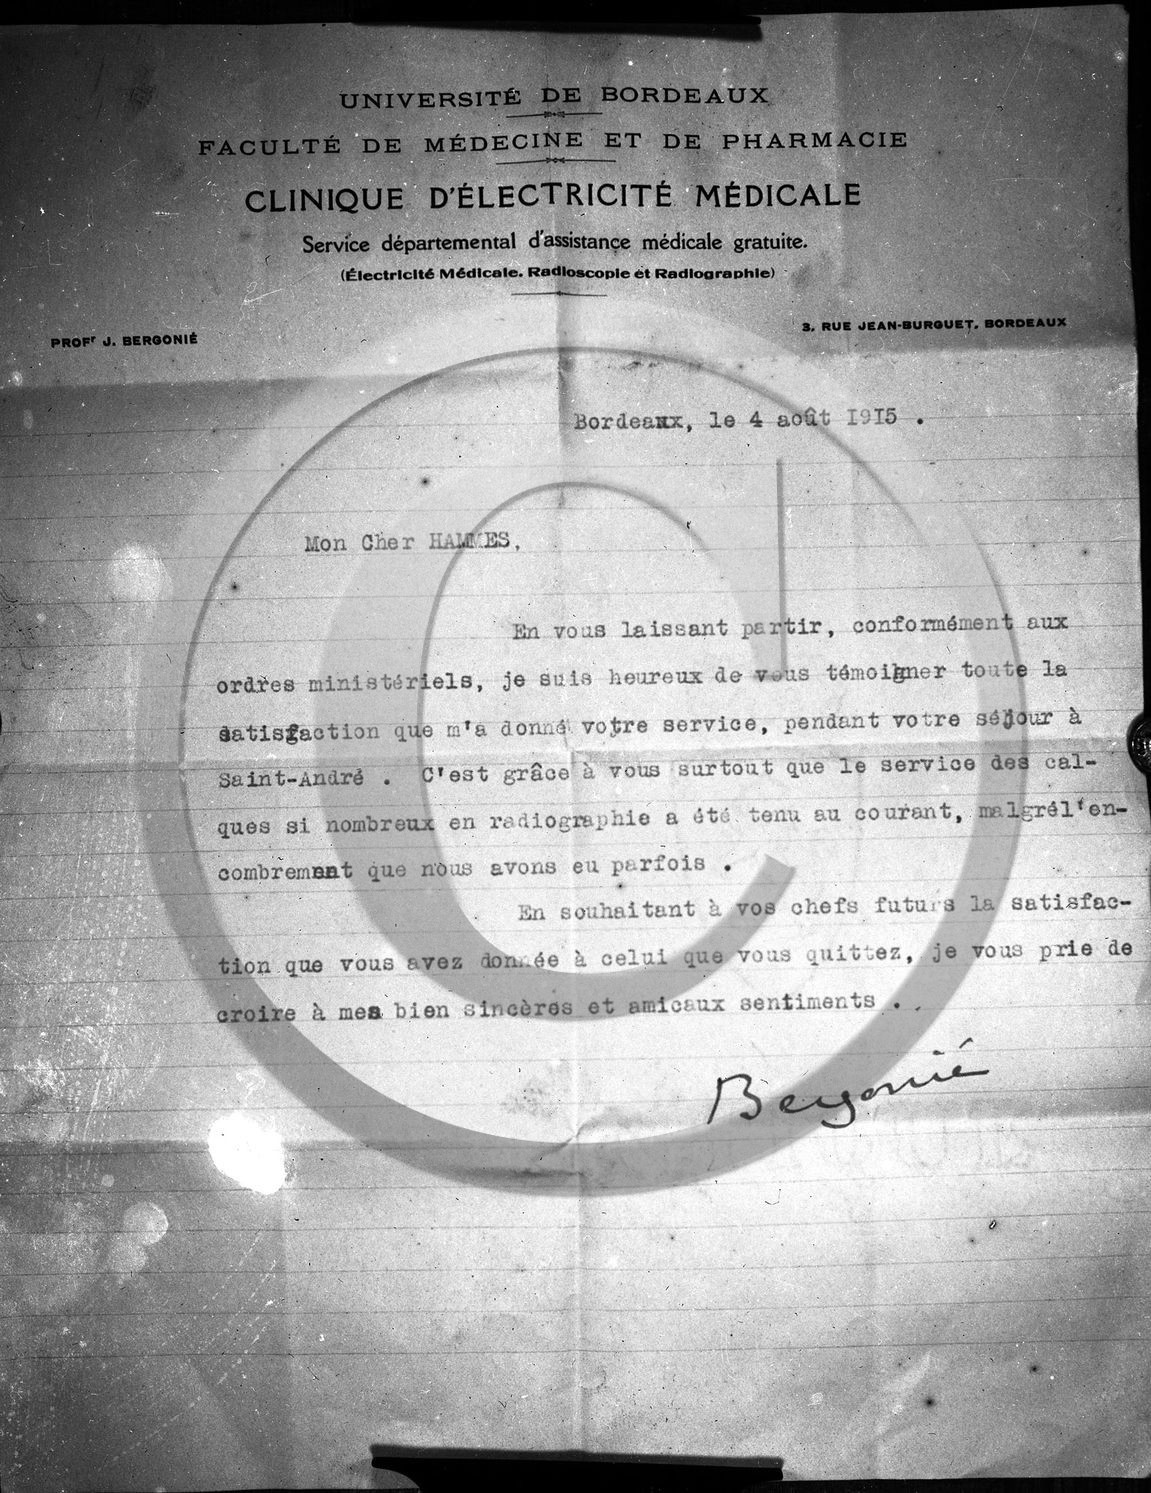 UNIVERSITÉ DE BORDEAUX
FACULTÉ DE MÉDECINE ET DE PHARMACIE
CLINIQUE D'ÉLECTRICITÉ MÉDICALE
Service départemental d'assistance médicale gratuite.
(Électricité Médicale. Radioscopie et Radiographie)
PROFr J. BERGONIÉ
3, RUE JEAN-BURGUET, BORDEAUX
Bordeaux, le 4 août 1915 .
Mon Cher HAMMES,
En vous laissant partir, conformément aux
ordres ministériels, je suis heureux de vous témoigner toute la
satisfaction que m'a donné votre service, pendant votre séjour à
Saint-André . C'est grâce à vous surtout que le service des cal-
ques si nombreux en radiographie a été tenu au courant, malgrél'en-
combrement que nous avons eu parfois .
En souhaitant à vos chefs futurs la satisfac-
tion que vous avez donnée à celui que vous quittez, je vous prie de
croire à mes bien sincères et amicaux sentiments .
Bergonié